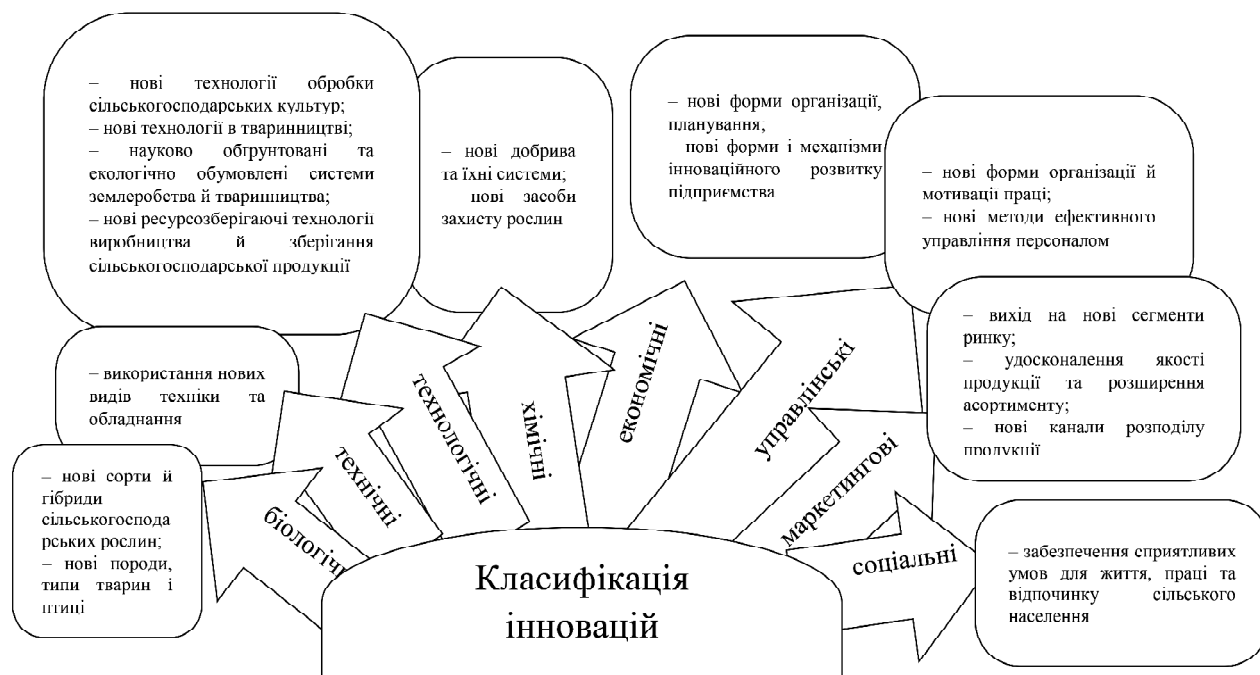 – нові технології обробки
сільськогосподарських культур;
– нові технології в тваринництві;
– науково обґрунтовані та
екологічно обумовлені системи
землеробства й тваринництва;
– нові ресурсозберігаючі технології
виробництва й зберігання
сільськогосподарської продукції
– нові добрива
та їхні системи;
нові засоби
захисту рослин
– нові форми організації,
планування;
нові форми і механізми
інноваційного розвитку
підприємства
– нові форми організації й
мотивації праці;
– нові методи ефективного
управління персоналом
– вихід на нові сегменти
ринку;
– удосконалення якості
продукції та розширення
асортименту;
– нові канали розподілу
продукції
– використання нових
видів техніки та
обладнання
– нові сорти й
гібриди
сільськогоспода
рських рослин;
– нові породи,
типи тварин і
птиці
– забезпечення сприятливих
умов для життя, праці та
відпочинку сільського
населення
біологічні
технічні
технологічні
хімічні
економічні
управлінські
маркетингові
соціальні
Класифікація
інновацій